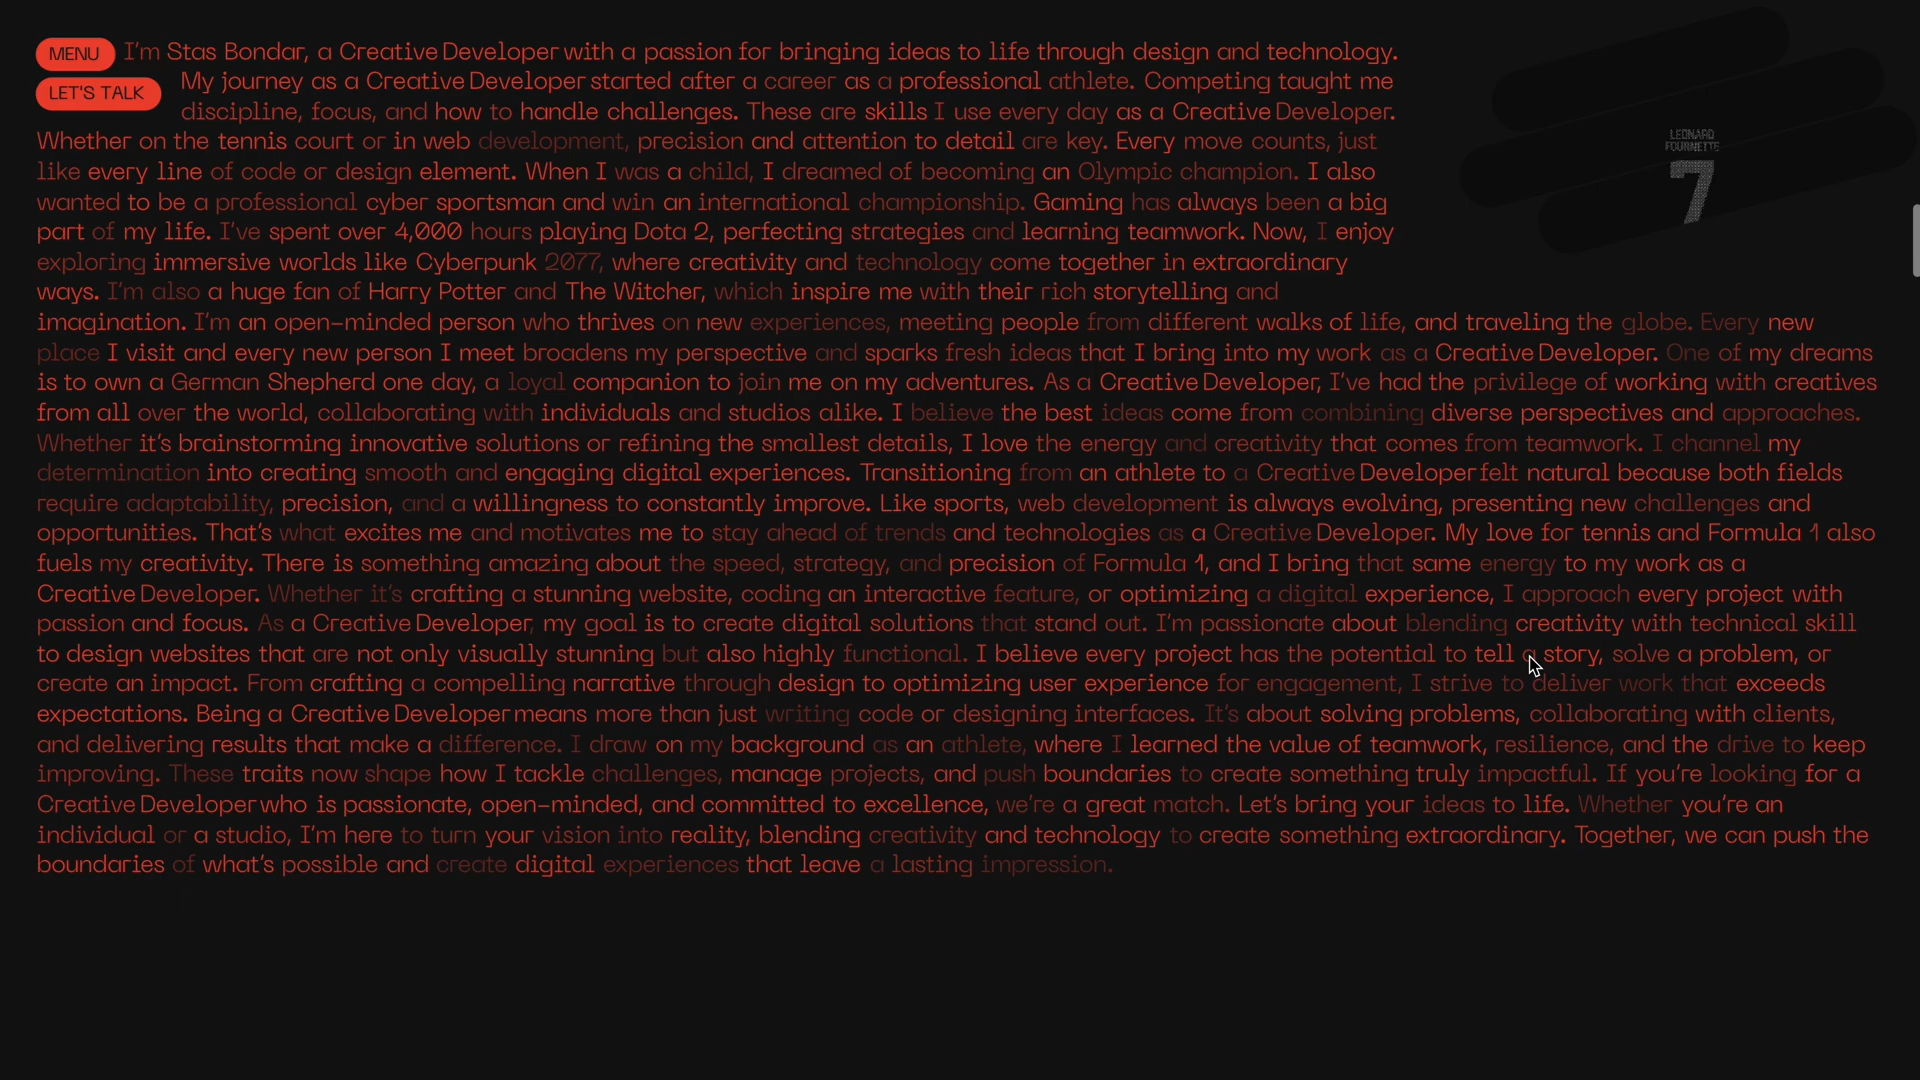 MENU
LET'S TALK
I'm Stas Bondar, a Creative Developer with a passion for bringing ideas to life through design and technology.
My journey as a Creative Developer started after a career as a professional athlete. Competing taught me
discipline, focus, and how to handle challenges. These are skills I use every day as a Creative Developer.
Whether on the tennis court or in web development, precision and attention to detail are key. Every move counts, just
like every line of code or design element. When I was a child, I dreamed of becoming an Olympic champion. I also
wanted to be a professional cyber sportsman and win an international championship. Gaming has always been a big
part of my life. I've spent over 4,000 hours playing Dota 2, perfecting strategies and learning teamwork. Now, I enjoy
exploring immersive worlds like Cyberpunk 2077, where creativity and technology come together in extraordinary
ways. I'm also a huge fan of Harry Potter and The Witcher, which inspire me with their rich storytelling and
imagination. I'm an open-minded person who thrives on new experiences, meeting people from different walks of life, and traveling the globe. Every new
place I visit and every new person I meet broadens my perspective and sparks fresh ideas that I bring into my work as a Creative Developer. One of my dreams
is to own a German Shepherd one day, a loyal companion to join me on my adventures. As a Creative Developer, I've had the privilege of working with creatives
from all over the world, collaborating with individuals and studios alike. I believe the best ideas come from combining diverse perspectives and approaches.
Whether it's brainstorming innovative solutions or refining the smallest details, I love the energy and creativity that comes from teamwork. I channel my
determination into creating smooth and engaging digital experiences. Transitioning from an athlete to a Creative Developer felt natural because both fields
require adaptability, precision, and a willingness to constantly improve. Like sports, web development is always evolving, presenting new challenges and
opportunities. That's what excites me and motivates me to stay ahead of trends and technologies as a Creative Developer. My love for tennis and Formula 1 also
fuels my creativity. There is something amazing about the speed, strategy, and precision of Formula 1, and I bring that same energy to my work as a
Creative Developer. Whether it's crafting a stunning website, coding an interactive feature, or optimizing a digital experience, I approach every project with
passion and focus. As a Creative Developer, my goal is to create digital solutions that stand out. I'm passionate about blending creativity with technical skill
to design websites that are not only visually stunning but also highly functional. I believe every project has the potential to tell a story, solve a problem, or
create an impact. From crafting a compelling narrative through design to optimizing user experience for engagement, I strive to deliver work that exceeds
expectations. Being a Creative Developer means more than just writing code or designing interfaces. It's about solving problems, collaborating with clients,
and delivering results that make a difference. I draw on my background as an athlete, where I learned the value of teamwork, resilience, and the drive to keep
improving. These traits now shape how I tackle challenges, manage projects, and push boundaries to create something truly impactful. If you're looking for a
Creative Developer who is passionate, open-minded, and committed to excellence, we're a great match. Let's bring your ideas to life. Whether you're an
individual or a studio, I'm here to turn your vision into reality, blending creativity and technology to create something extraordinary. Together, we can push the
boundaries of what's possible and create digital experiences that leave a lasting impression.
LEONARD
FOURNETTE
7